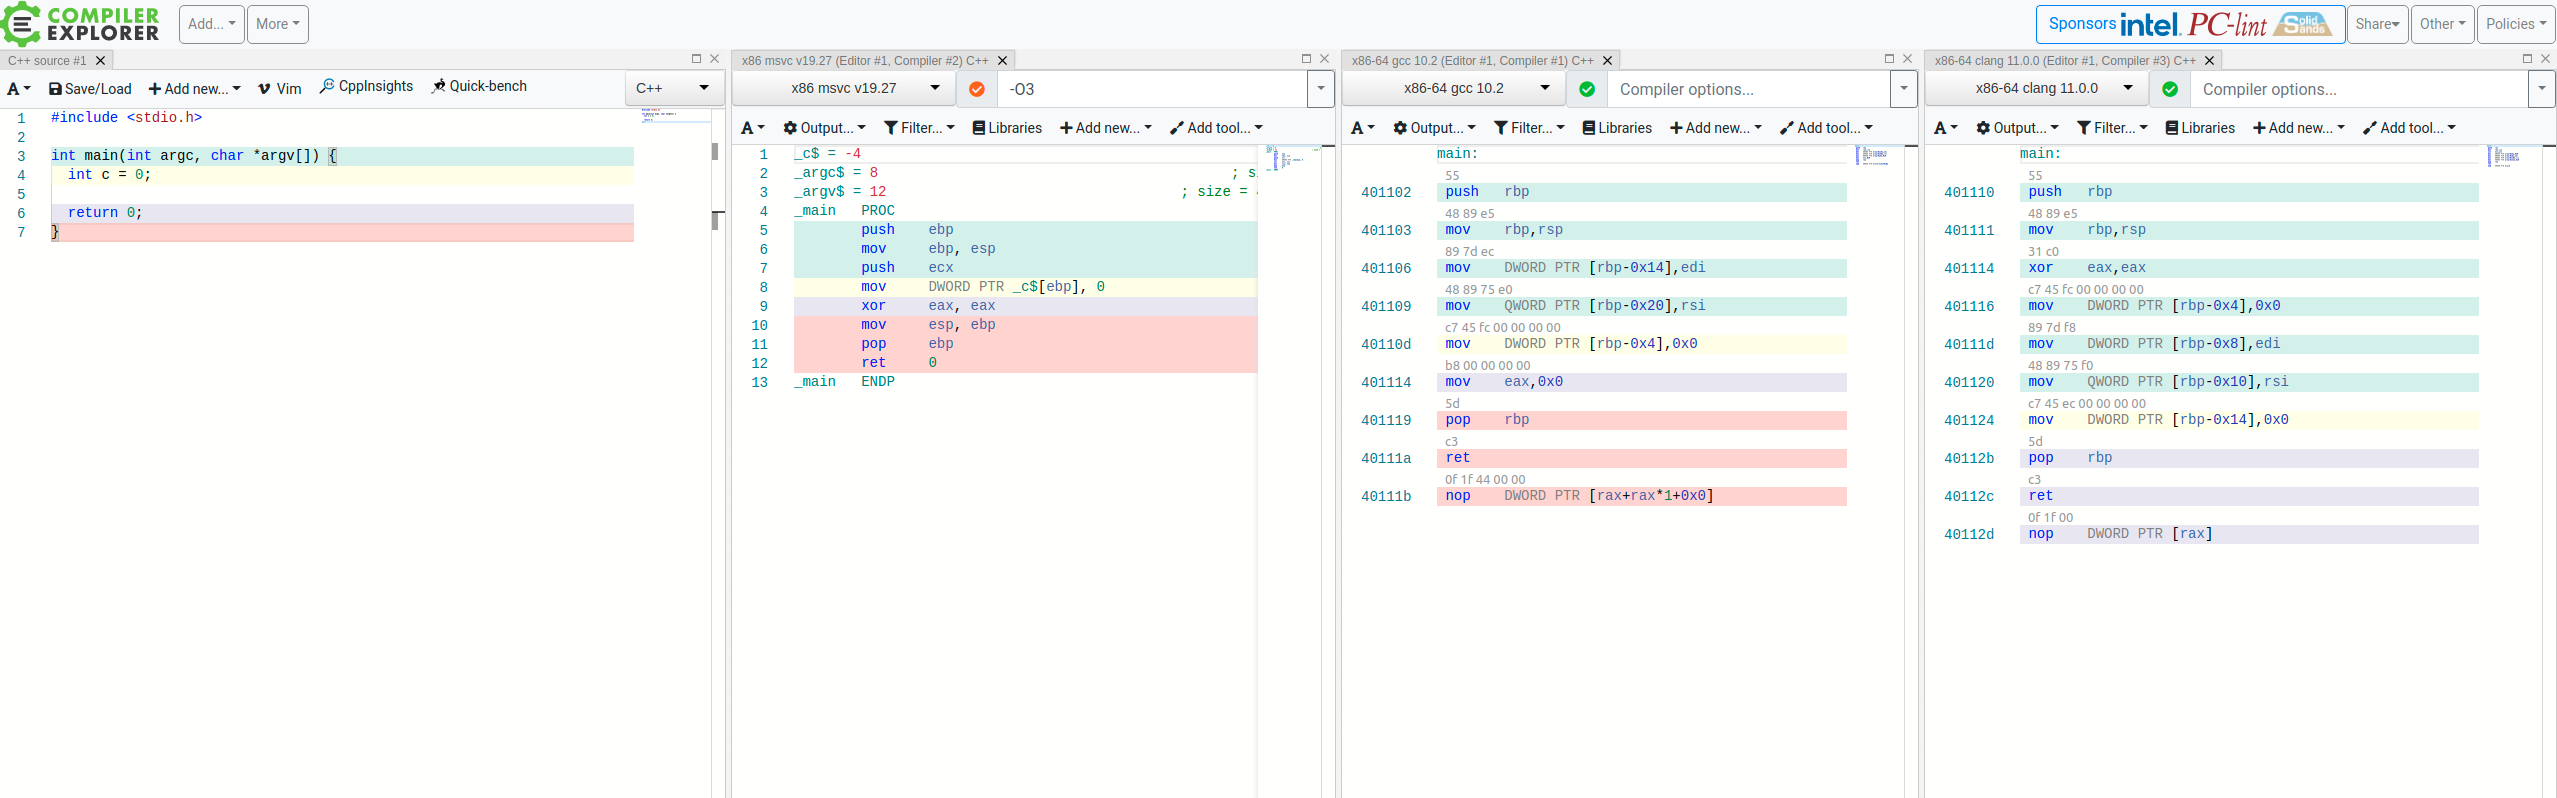 COMPILER EXPLORER Add... More Sponsors intel. PC-lint Solid Sands Share Other Policies
C++ source #1
A Save/Load Add new... Vim CppInsights Quick-bench C++
1 #include <stdio.h>
2
3 int main(int argc, char *argv[]) {
4 int c = 0;
5
6 return 0;
7 }
x86 msvc v19.27 (Editor #1, Compiler #2) C++
x86 msvc v19.27 -O3
A Output... Filter... Libraries Add new... Add tool...
1 _c$ = -4
2 _argc$ = 8 ; s
3 _argv$ = 12 ; size =
4 _main PROC
5 push ebp
6 mov ebp, esp
7 push ecx
8 mov DWORD PTR _c$[ebp], 0
9 xor eax, eax
10 mov esp, ebp
11 pop ebp
12 ret 0
13 _main ENDP
x86-64 gcc 10.2 (Editor #1, Compiler #1) C++
x86-64 gcc 10.2 Compiler options...
A Output... Filter... Libraries Add new... Add tool...
main:
55
401102 push rbp
48 89 e5
401103 mov rbp,rsp
89 7d ec
401106 mov DWORD PTR [rbp-0x14],edi
48 89 75 e0
401109 mov QWORD PTR [rbp-0x20],rsi
c7 45 fc 00 00 00 00
40110d mov DWORD PTR [rbp-0x4],0x0
b8 00 00 00 00
401114 mov eax,0x0
5d
401119 pop rbp
c3
40111a ret
0f 1f 44 00 00
40111b nop DWORD PTR [rax+rax*1+0x0]
x86-64 clang 11.0.0 (Editor #1, Compiler #3) C++
x86-64 clang 11.0.0 Compiler options...
A Output... Filter... Libraries Add new... Add tool...
main:
55
401110 push rbp
48 89 e5
401111 mov rbp,rsp
31 c0
401114 xor eax,eax
c7 45 fc 00 00 00 00
401116 mov DWORD PTR [rbp-0x4],0x0
89 7d f8
40111d mov DWORD PTR [rbp-0x8],edi
48 89 75 f0
401120 mov QWORD PTR [rbp-0x10],rsi
c7 45 ec 00 00 00 00
401124 mov DWORD PTR [rbp-0x14],0x0
5d
40112b pop rbp
c3
40112c ret
0f 1f 00
40112d nop DWORD PTR [rax]